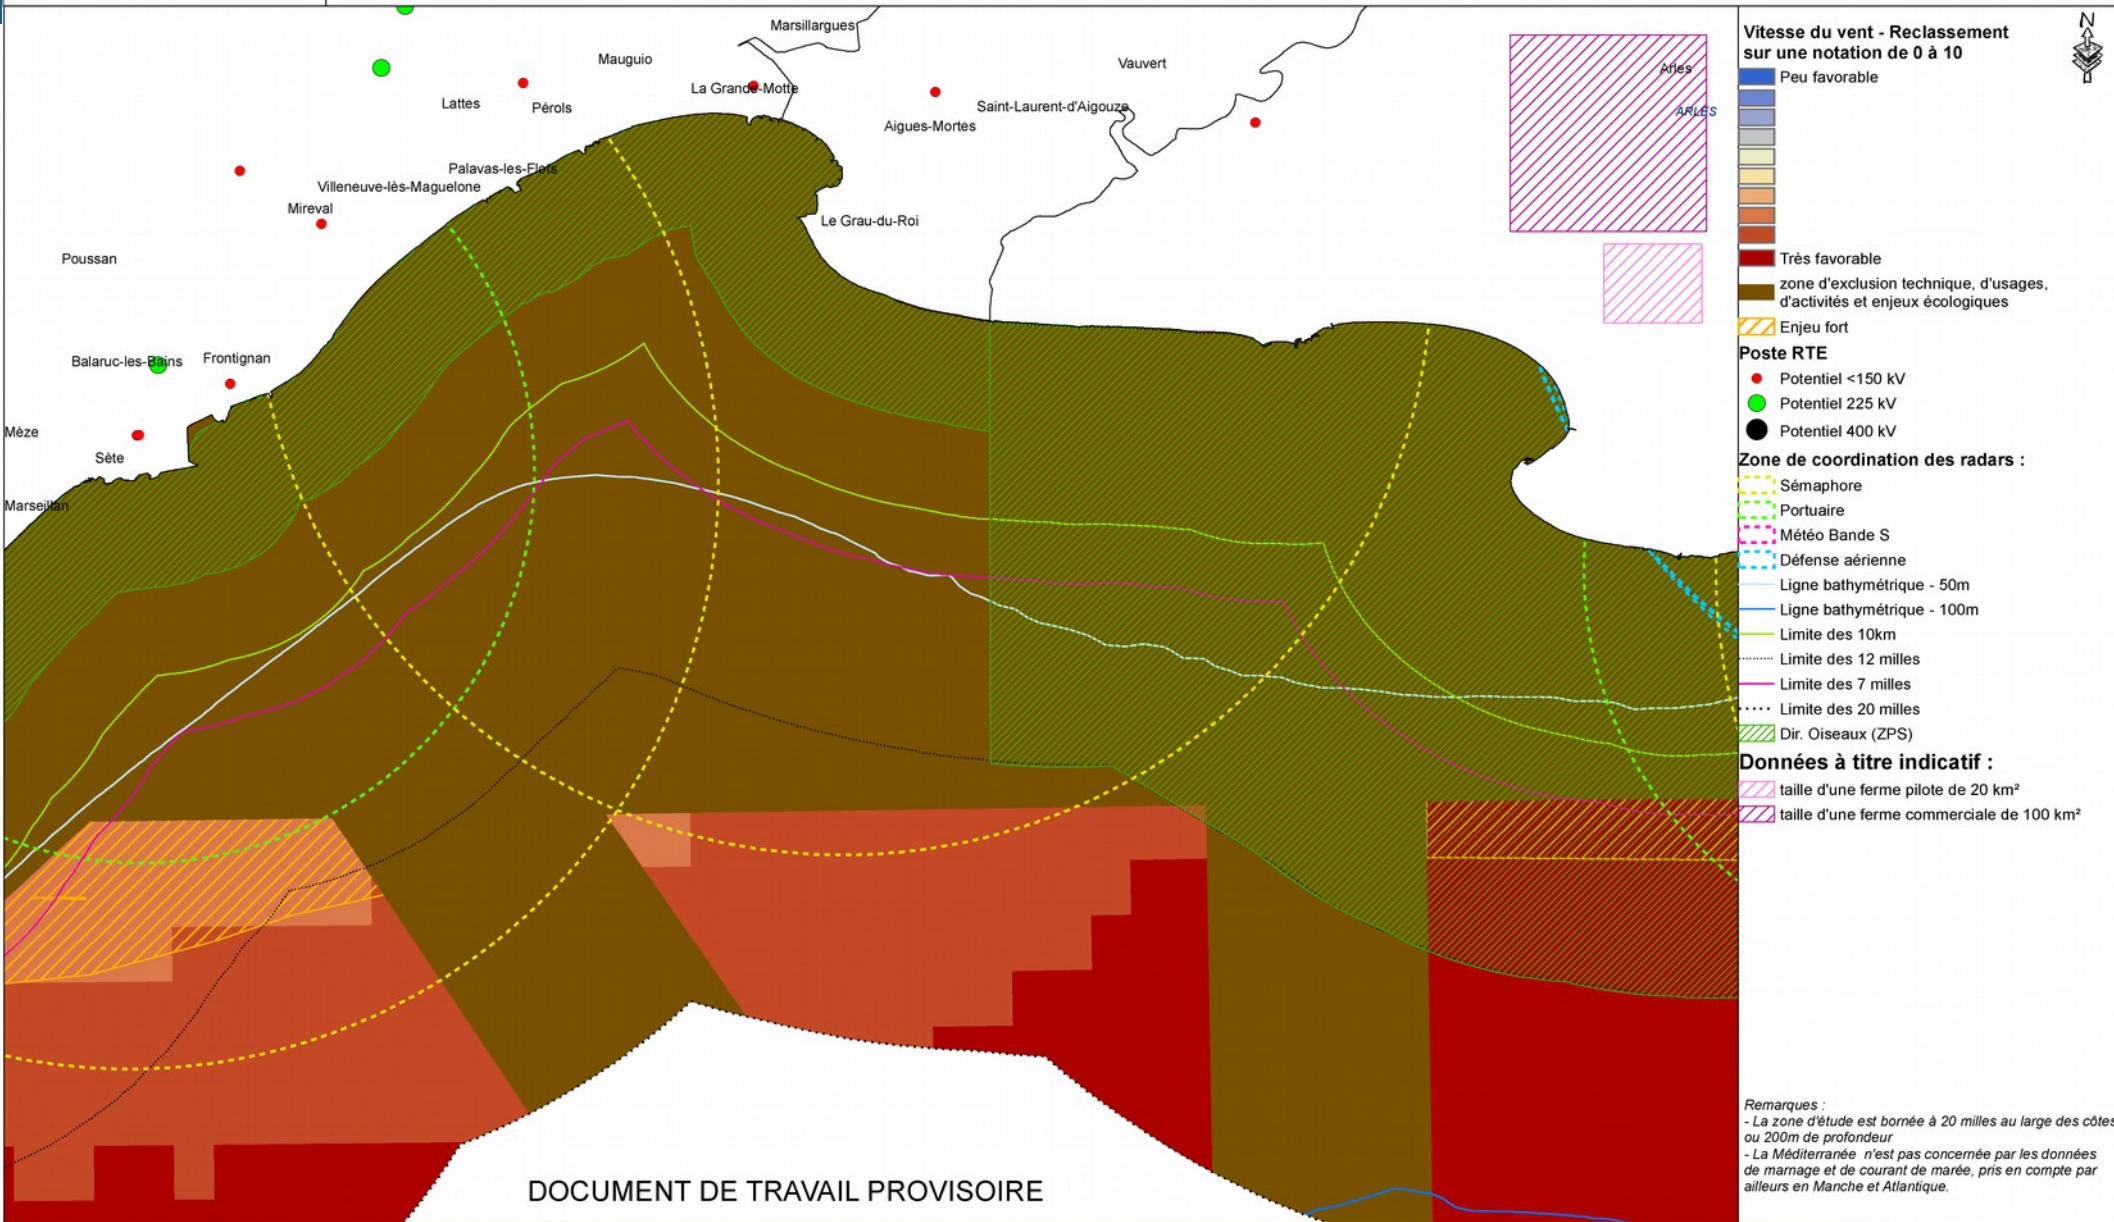 Marsillargues
Mauguio
Vauvert
Arles
La Grande-Motte
Lattes
Pérols
Saint-Laurent-d'Aigouze
ARLES
Aigues-Mortes
Palavas-les-Flots
Villeneuve-lès-Maguelone
Mireval
Le Grau-du-Roi
Poussan
Balaruc-les-Bains
Frontignan
Mèze
Sète
Marseillan
DOCUMENT DE TRAVAIL PROVISOIRE
N
Vitesse du vent - Reclassement
sur une notation de 0 à 10
Peu favorable
Très favorable
zone d'exclusion technique, d'usages,
d'activités et enjeux écologiques
Enjeu fort
Poste RTE
Potentiel <150 kV
Potentiel 225 kV
Potentiel 400 kV
Zone de coordination des radars :
Sémaphore
Portuaire
Météo Bande S
Défense aérienne
Ligne bathymétrique - 50m
Ligne bathymétrique - 100m
Limite des 10km
Limite des 12 milles
Limite des 7 milles
Limite des 20 milles
Dir. Oiseaux (ZPS)
Données à titre indicatif :
taille d'une ferme pilote de 20 km²
taille d'une ferme commerciale de 100 km²
Remarques :
- La zone d'étude est bornée à 20 milles au large des côtes
ou 200m de profondeur
- La Méditerranée n'est pas concernée par les données
de marnage et de courant de marée, pris en compte par
ailleurs en Manche et Atlantique.